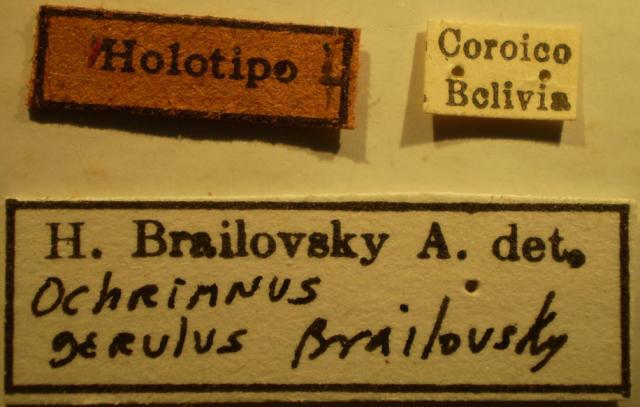 Holotipo
Coroico
Bolivia
H. Brailovsky A. det.
Ochrimnus
gerulus Brailovsky